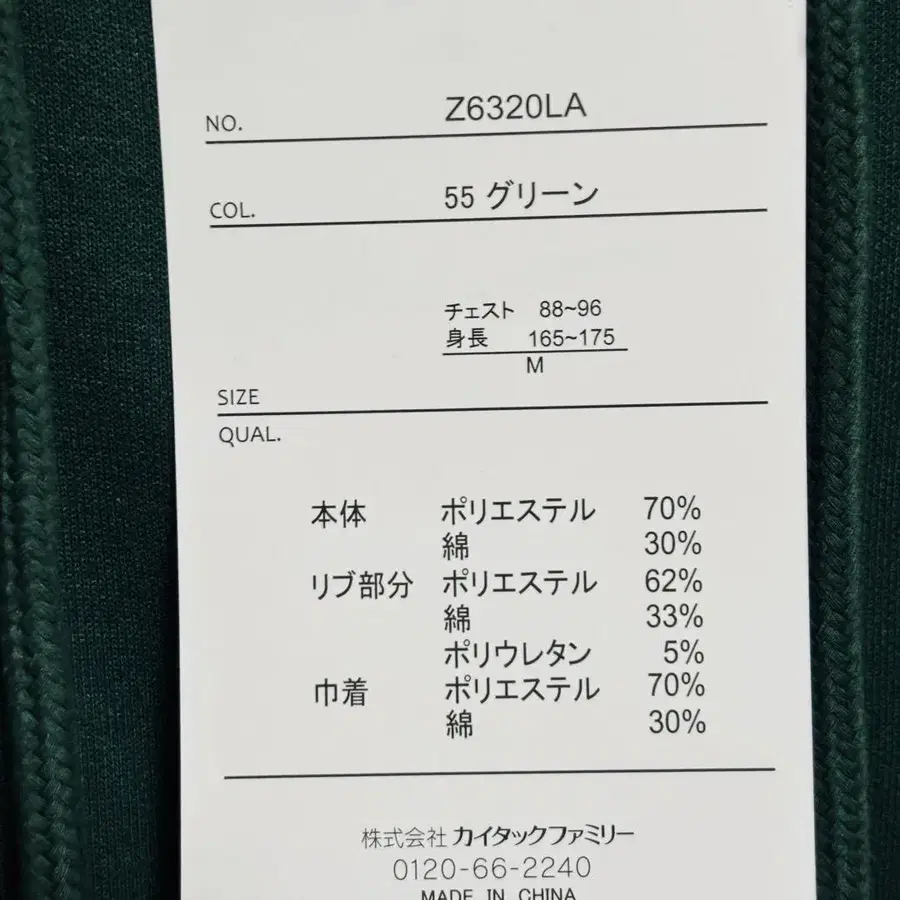 NO. Z6320LA
COL. 55 グリーン
チェスト 88~96
身長 165~175
M
SIZE
QUAL.
本体 ポリエステル 70%
綿 30%
リブ部分 ポリエステル 62%
綿 33%
ポリウレタン 5%
巾着 ポリエステル 70%
綿 30%
株式会社 カイタックファミリー
0120-66-2240
MADE IN CHINA